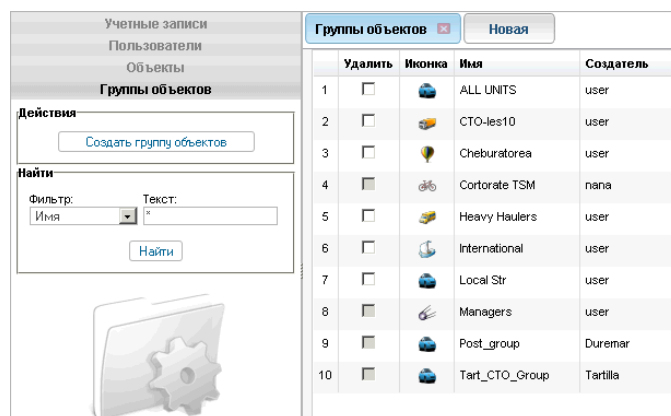 Учетные записи
Пользователи
Объекты
Группы объектов
Действия
Создать группу объектов
Найти
Фильтр: Текст:
Имя *
Найти
Группы объектов Новая
Удалить Иконка Имя Создатель
1 ALL UNITS user
2 CTO-les10 user
3 Cheburatorea user
4 Cortorate TSM nana
5 Heavy Haulers user
6 International user
7 Local Str user
8 Managers user
9 Post_group Duremar
10 Tart_CTO_Group Tartilla